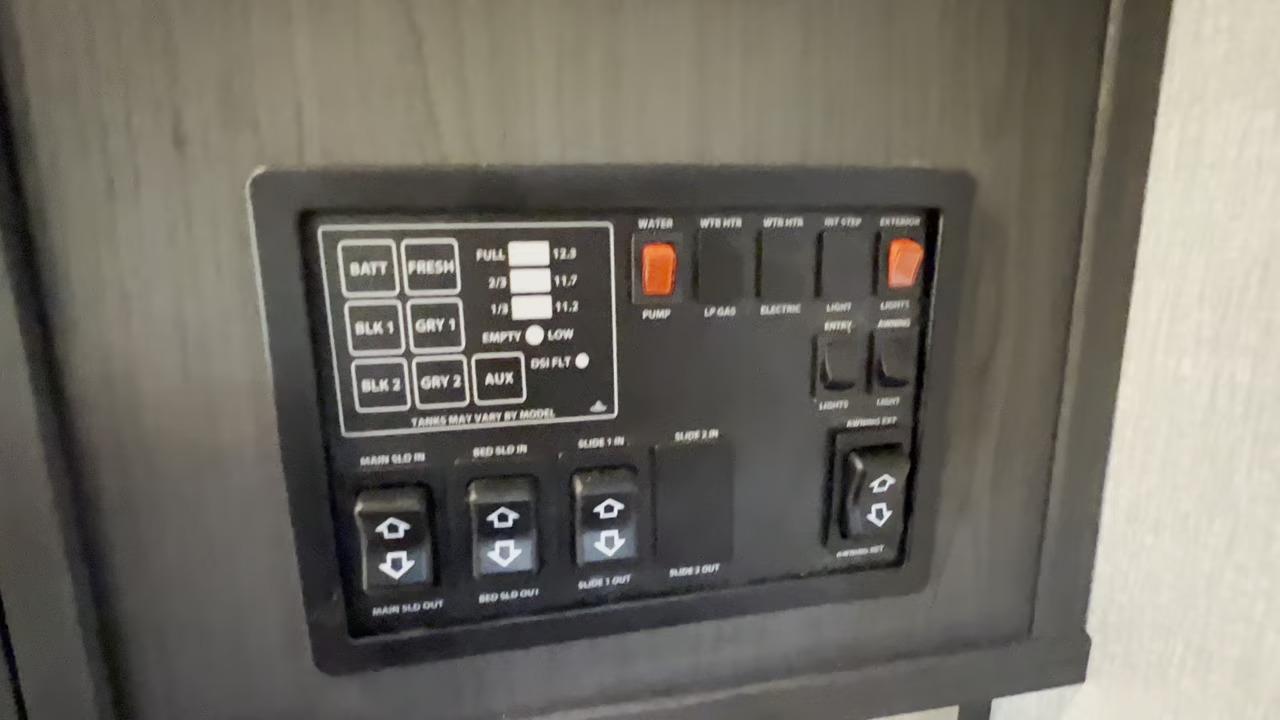 BATT FRESH
BLK 1 GRY 1
BLK 2 GRY 2 AUX
FULL 12.3
2/3 11.7
1/3 11.2
EMPTY LOW
DSI FLT
TANKS MAY VARY BY MODEL
WATER
PUMP
WTR HTR
LP GAS
WTR HTR
ELECTRIC
INT STEP
LIGHT
EXTERIOR
LIGHTS
ENTRY
LIGHTS
AWNING
LIGHT
MAIN SLD IN
MAIN SLD OUT
BED SLD IN
BED SLD OUT
SLIDE 1 IN
SLIDE 1 OUT
SLIDE 2 IN
SLIDE 2 OUT
AWNING EXT
AWNING RET